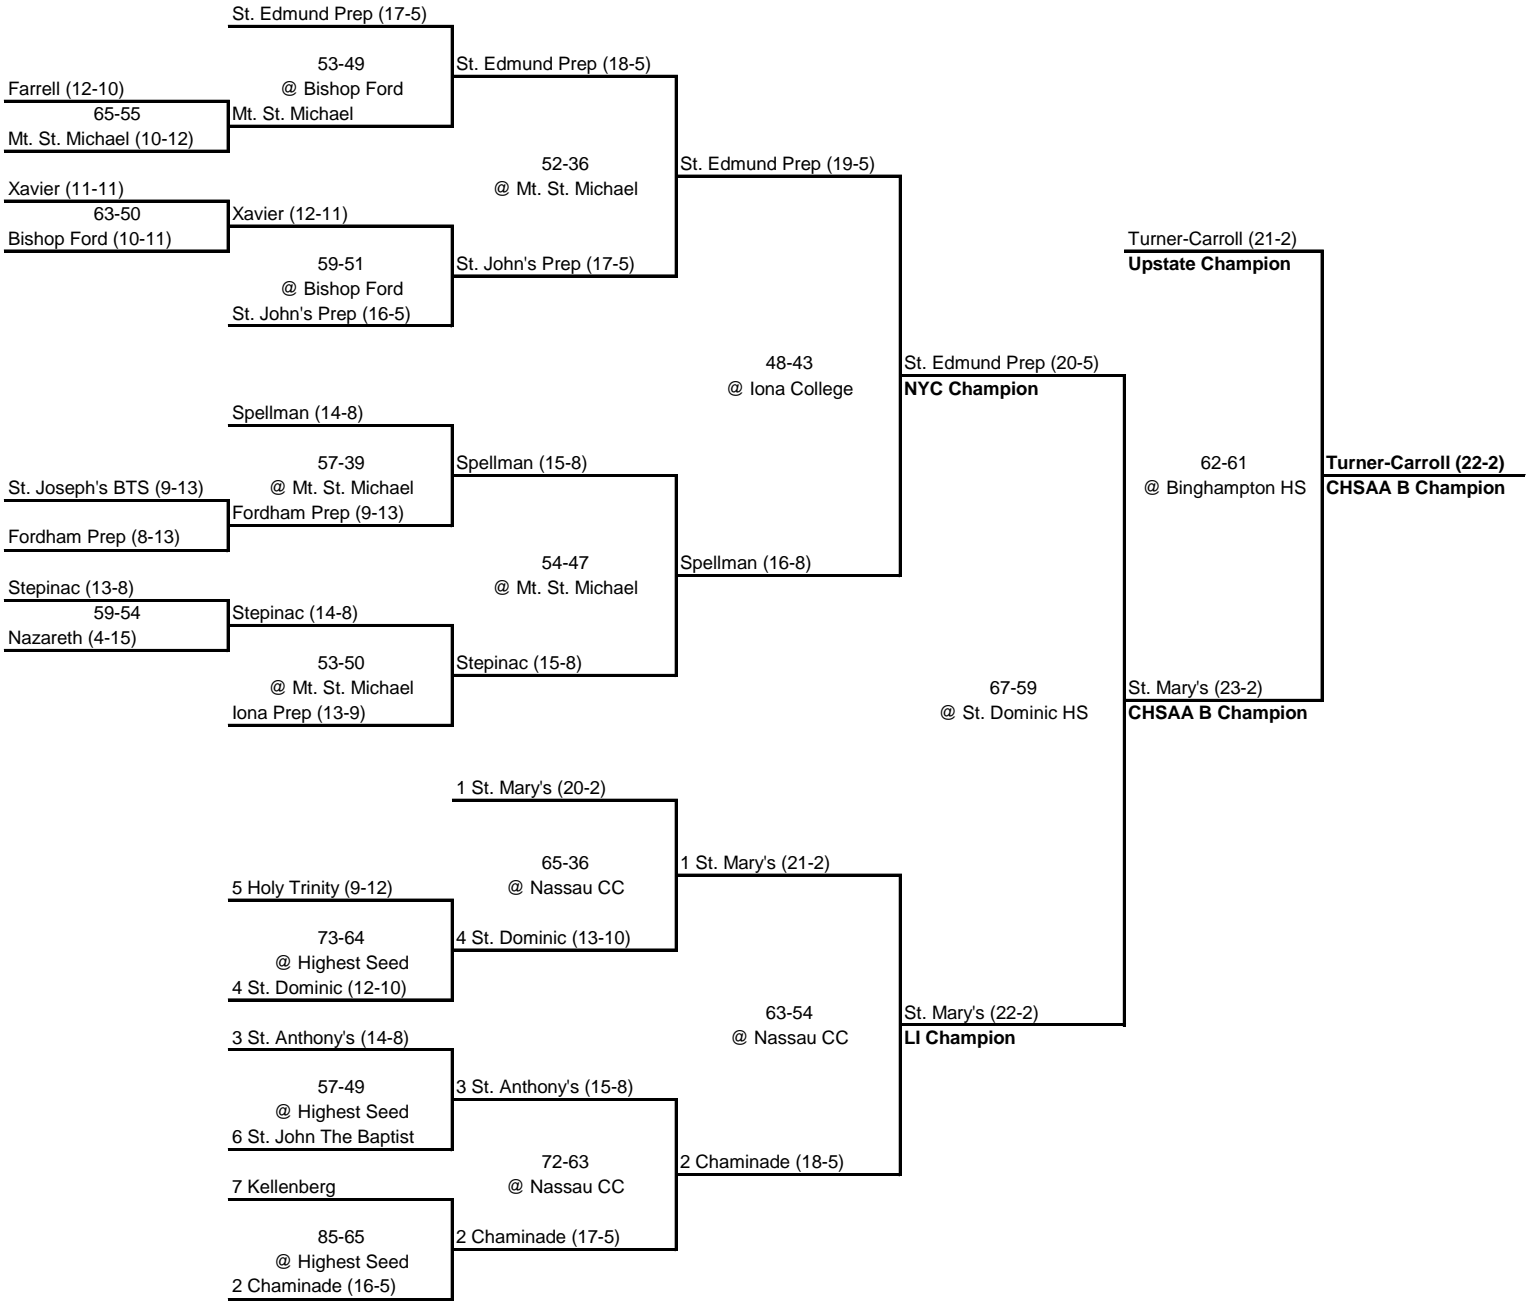 St. Edmund Prep (17-5)
53-49
@ Bishop Ford
St. Edmund Prep (18-5)
Farrell (12-10)
65-55
Mt. St. Michael
Mt. St. Michael (10-12)
52-36
@ Mt. St. Michael
St. Edmund Prep (19-5)
Xavier (11-11)
63-50
Xavier (12-11)
Bishop Ford (10-11)
59-51
@ Bishop Ford
St. John's Prep (17-5)
St. John's Prep (16-5)
Turner-Carroll (21-2)
Upstate Champion
48-43
@ Iona College
St. Edmund Prep (20-5)
NYC Champion
Spellman (14-8)
57-39
@ Mt. St. Michael
Spellman (15-8)
St. Joseph's BTS (9-13)
Fordham Prep (9-13)
Fordham Prep (8-13)
62-61
@ Binghampton HS
Turner-Carroll (22-2)
CHSAA B Champion
54-47
@ Mt. St. Michael
Spellman (16-8)
Stepinac (13-8)
59-54
Stepinac (14-8)
Nazareth (4-15)
53-50
@ Mt. St. Michael
Stepinac (15-8)
Iona Prep (13-9)
67-59
@ St. Dominic HS
St. Mary's (23-2)
CHSAA B Champion
1 St. Mary's (20-2)
65-36
@ Nassau CC
1 St. Mary's (21-2)
5 Holy Trinity (9-12)
73-64
@ Highest Seed
4 St. Dominic (13-10)
4 St. Dominic (12-10)
63-54
@ Nassau CC
St. Mary's (22-2)
LI Champion
3 St. Anthony's (14-8)
57-49
@ Highest Seed
3 St. Anthony's (15-8)
6 St. John The Baptist
72-63
@ Nassau CC
2 Chaminade (18-5)
7 Kellenberg
85-65
@ Highest Seed
2 Chaminade (17-5)
2 Chaminade (16-5)